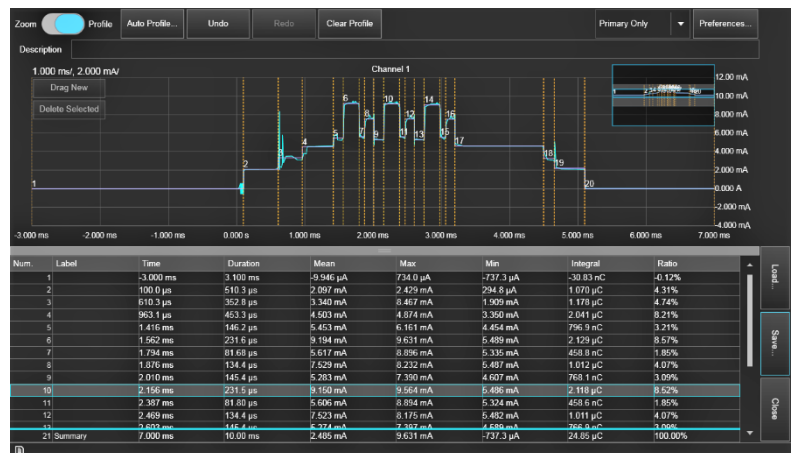 Zoom Profile Auto Profile... Undo Redo Clear Profile Primary Only Preferences...
Description
1.000 ms/, 2.000 mA/ Channel 1
Drag New
Delete Selected
12.00 mA
10.00 mA
8.000 mA
6.000 mA
4.000 mA
2.000 mA
0.000 A
-2.000 mA
-4.000 mA
1 2 4 5 6 7 8 9 10 11 12 13 14 15 16 17 18 19 20
-3.000 ms -2.000 ms -1.000 ms 0.000 s 1.000 ms 2.000 ms 3.000 ms 4.000 ms 5.000 ms 6.000 ms 7.000 ms
Num. Label Time Duration Mean Max Min Integral Ratio
1 -3.000 ms 3.100 ms -9.946 µA 734.0 µA -737.3 µA -30.83 nC -0.12%
2 100.0 µs 510.3 µs 2.097 mA 2.429 mA 294.8 µA 1.070 µC 4.31%
3 610.3 µs 352.8 µs 3.340 mA 8.467 mA 1.909 mA 1.178 µC 4.74%
4 963.1 µs 453.3 µs 4.503 mA 4.874 mA 3.350 mA 2.041 µC 8.21%
5 1.416 ms 146.2 µs 5.453 mA 6.161 mA 4.454 mA 796.9 nC 3.21%
6 1.562 ms 231.6 µs 9.194 mA 9.631 mA 5.489 mA 2.129 µC 8.57%
7 1.794 ms 81.68 µs 5.617 mA 8.896 mA 5.335 mA 458.8 nC 1.85%
8 1.876 ms 134.4 µs 7.529 mA 8.232 mA 5.487 mA 1.012 µC 4.07%
9 2.010 ms 145.4 µs 5.283 mA 7.390 mA 4.607 mA 768.1 nC 3.09%
10 2.156 ms 231.5 µs 9.150 mA 9.564 mA 5.486 mA 2.118 µC 8.52%
11 2.387 ms 81.80 µs 5.606 mA 8.894 mA 5.324 mA 458.6 nC 1.85%
12 2.469 ms 134.4 µs 7.523 mA 8.175 mA 5.482 mA 1.011 µC 4.07%
13 2.603 ms 145.4 µs 5.274 mA 7.397 mA 4.589 mA 766.9 nC 3.09%
21 Summary 7.000 ms 10.00 ms 2.485 mA 9.631 mA -737.3 µA 24.85 µC 100.00%
Load...
Save...
Close